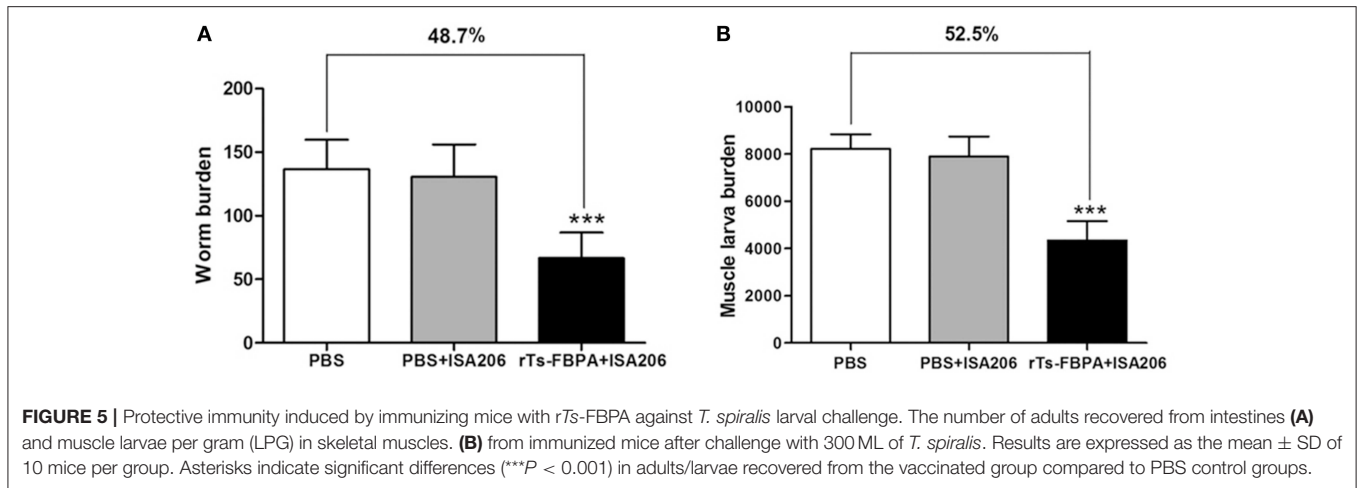 A
48.7%
200
150
100
50
0
Worm burden
***
PBS
PBS+ISA206
rTs-FBPA+ISA206
B
52.5%
10000
8000
6000
4000
2000
0
Muscle larva burden
***
PBS
PBS+ISA206
rTs-FBPA+ISA206
FIGURE 5 | Protective immunity induced by immunizing mice with rTs-FBPA against T. spiralis larval challenge. The number of adults recovered from intestines (A)
and muscle larvae per gram (LPG) in skeletal muscles. (B) from immunized mice after challenge with 300 ML of T. spiralis. Results are expressed as the mean ± SD of
10 mice per group. Asterisks indicate significant differences (***P < 0.001) in adults/larvae recovered from the vaccinated group compared to PBS control groups.